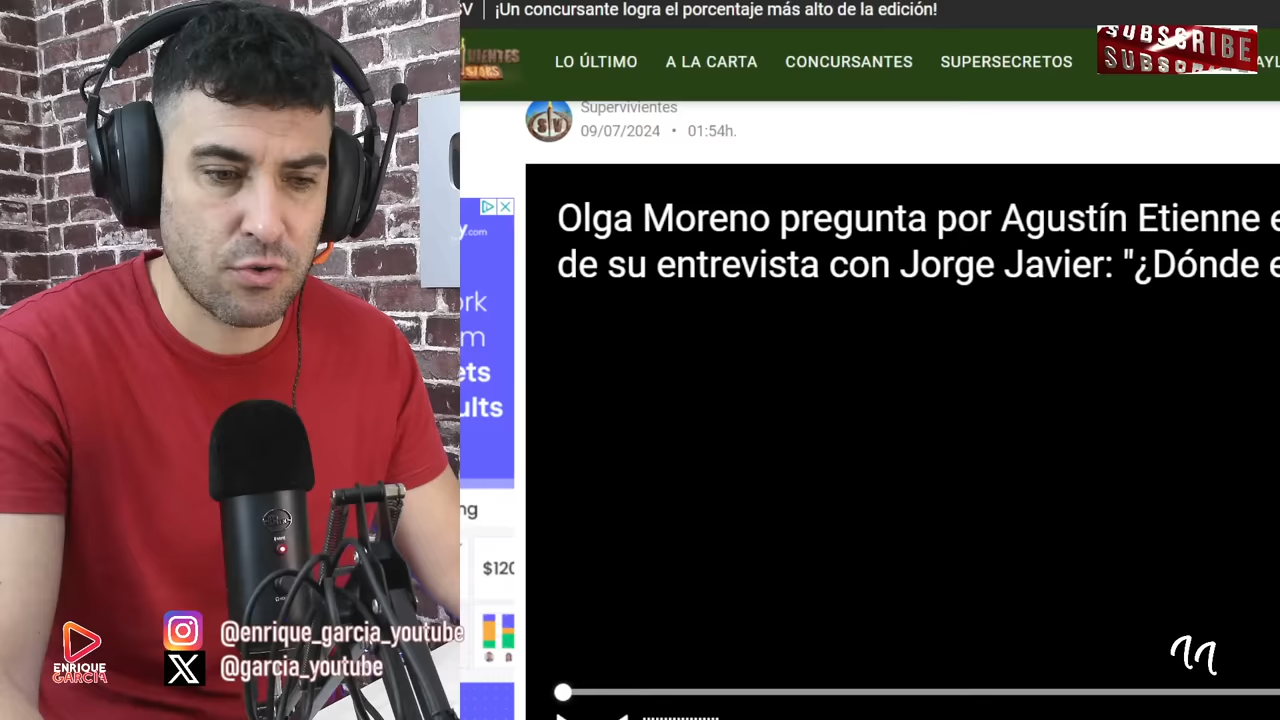 ¡Un concursante logra el porcentaje más alto de la edición!
LO ÚLTIMO
A LA CARTA
CONCURSANTES
SUPERSECRETOS
SUBSCRIBE
Supervivientes
09/07/2024 • 01:54h.
Olga Moreno pregunta por Agustín Etienne
de su entrevista con Jorge Javier: "¿Dónde
.com
$120
@enrique_garcia_youtube
@garcia_youtube
ENRIQUE
GARCIA